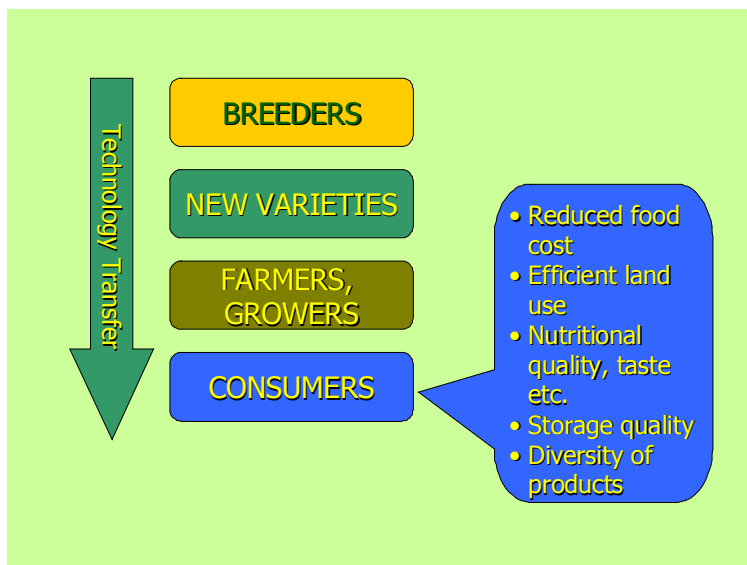 Technology Transfer
BREEDERS
NEW VARIETIES
FARMERS,
GROWERS
CONSUMERS
• Reduced food
cost
• Efficient land
use
• Nutritional
quality, taste
etc.
• Storage quality
• Diversity of
products